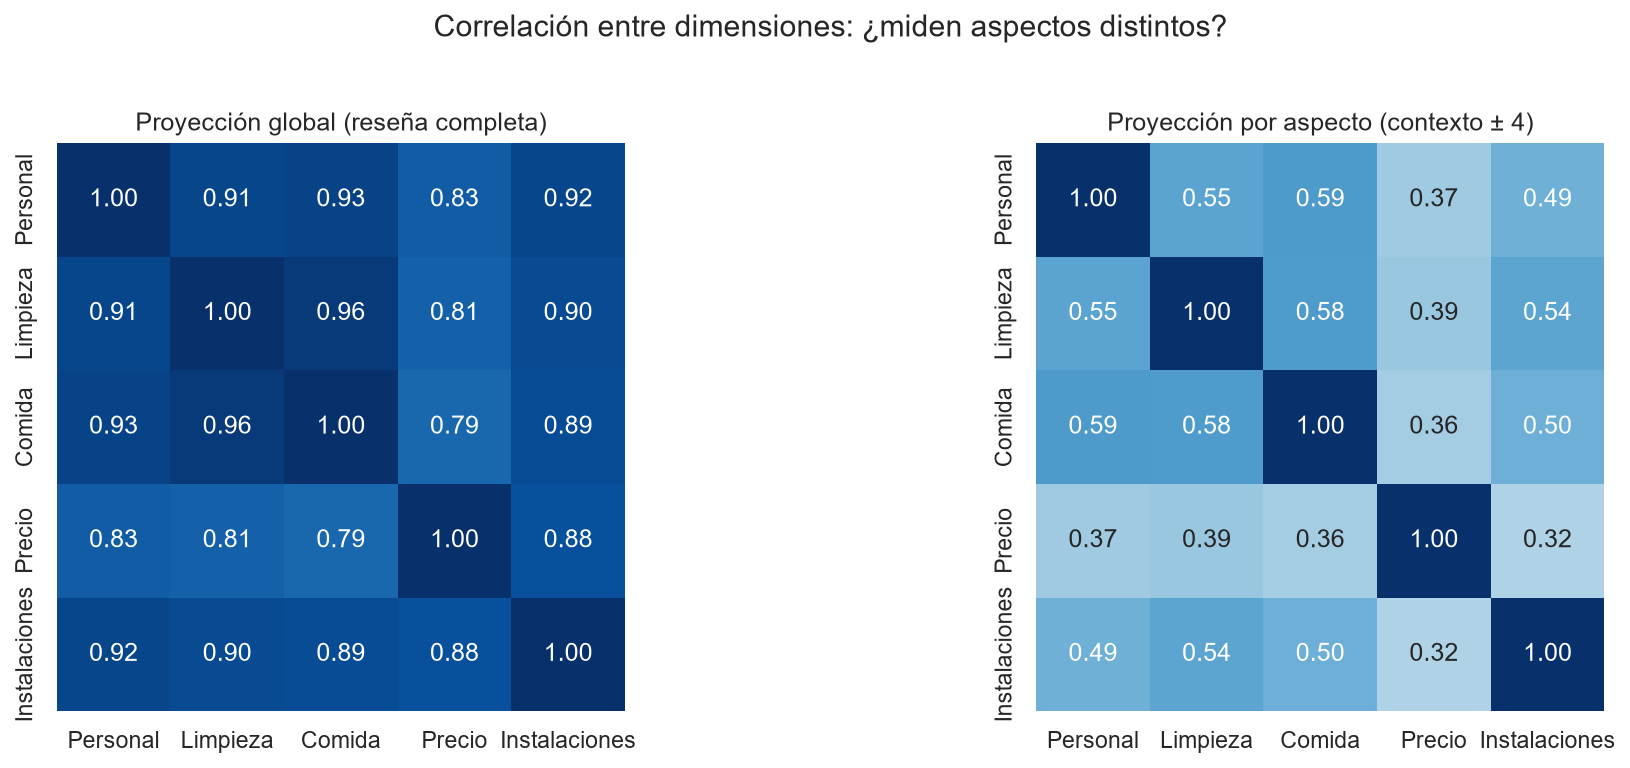 Correlación entre dimensiones: ¿miden aspectos distintos?
Proyección global (reseña completa)
Personal 1.00 0.91 0.93 0.83 0.92
Limpieza 0.91 1.00 0.96 0.81 0.90
Comida 0.93 0.96 1.00 0.79 0.89
Precio 0.83 0.81 0.79 1.00 0.88
Instalaciones 0.92 0.90 0.89 0.88 1.00
Personal Limpieza Comida Precio Instalaciones
Proyección por aspecto (contexto ± 4)
Personal 1.00 0.55 0.59 0.37 0.49
Limpieza 0.55 1.00 0.58 0.39 0.54
Comida 0.59 0.58 1.00 0.36 0.50
Precio 0.37 0.39 0.36 1.00 0.32
Instalaciones 0.49 0.54 0.50 0.32 1.00
Personal Limpieza Comida Precio Instalaciones